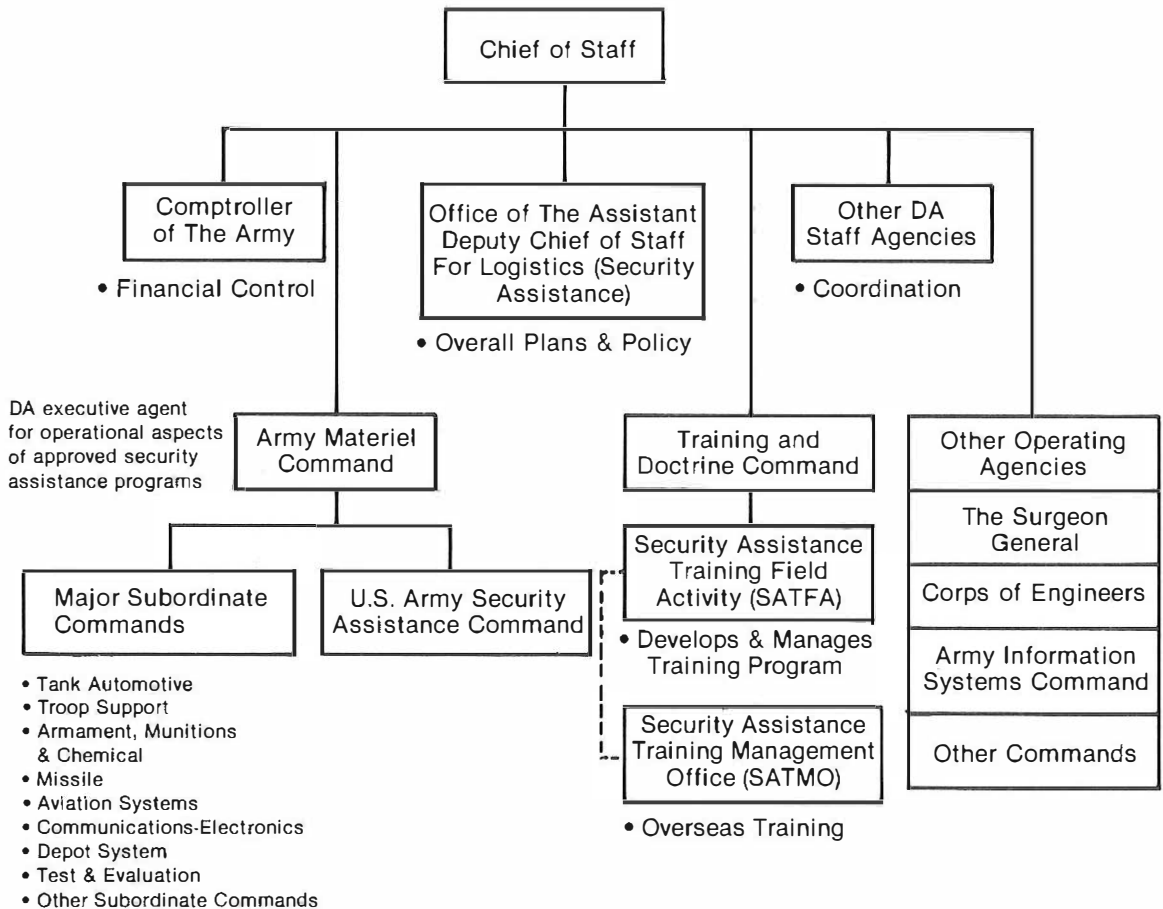 Chief of Staff
Comptroller
of The Army
• Financial Control
Office of The Assistant
Deputy Chief of Staff
For Logistics (Security
Assistance)
• Overall Plans & Policy
Other DA
Staff Agencies
• Coordination
DA executive agent
for operational aspects
of approved security
assistance programs
Army Materiel
Command
Training and
Doctrine Command
Other Operating
Agencies
The Surgeon
General
Corps of Engineers
Army Information
Systems Command
Other Commands
Major Subordinate
Commands
• Tank Automotive
• Troop Support
• Armament, Munitions
& Chemical
• Missile
• Aviation Systems
• Communications-Electronics
• Depot System
• Test & Evaluation
• Other Subordinate Commands
U.S. Army Security
Assistance Command
Security Assistance
Training Field
Activity (SATFA)
• Develops & Manages
Training Program
Security Assistance
Training Management
Office (SATMO)
• Overseas Training